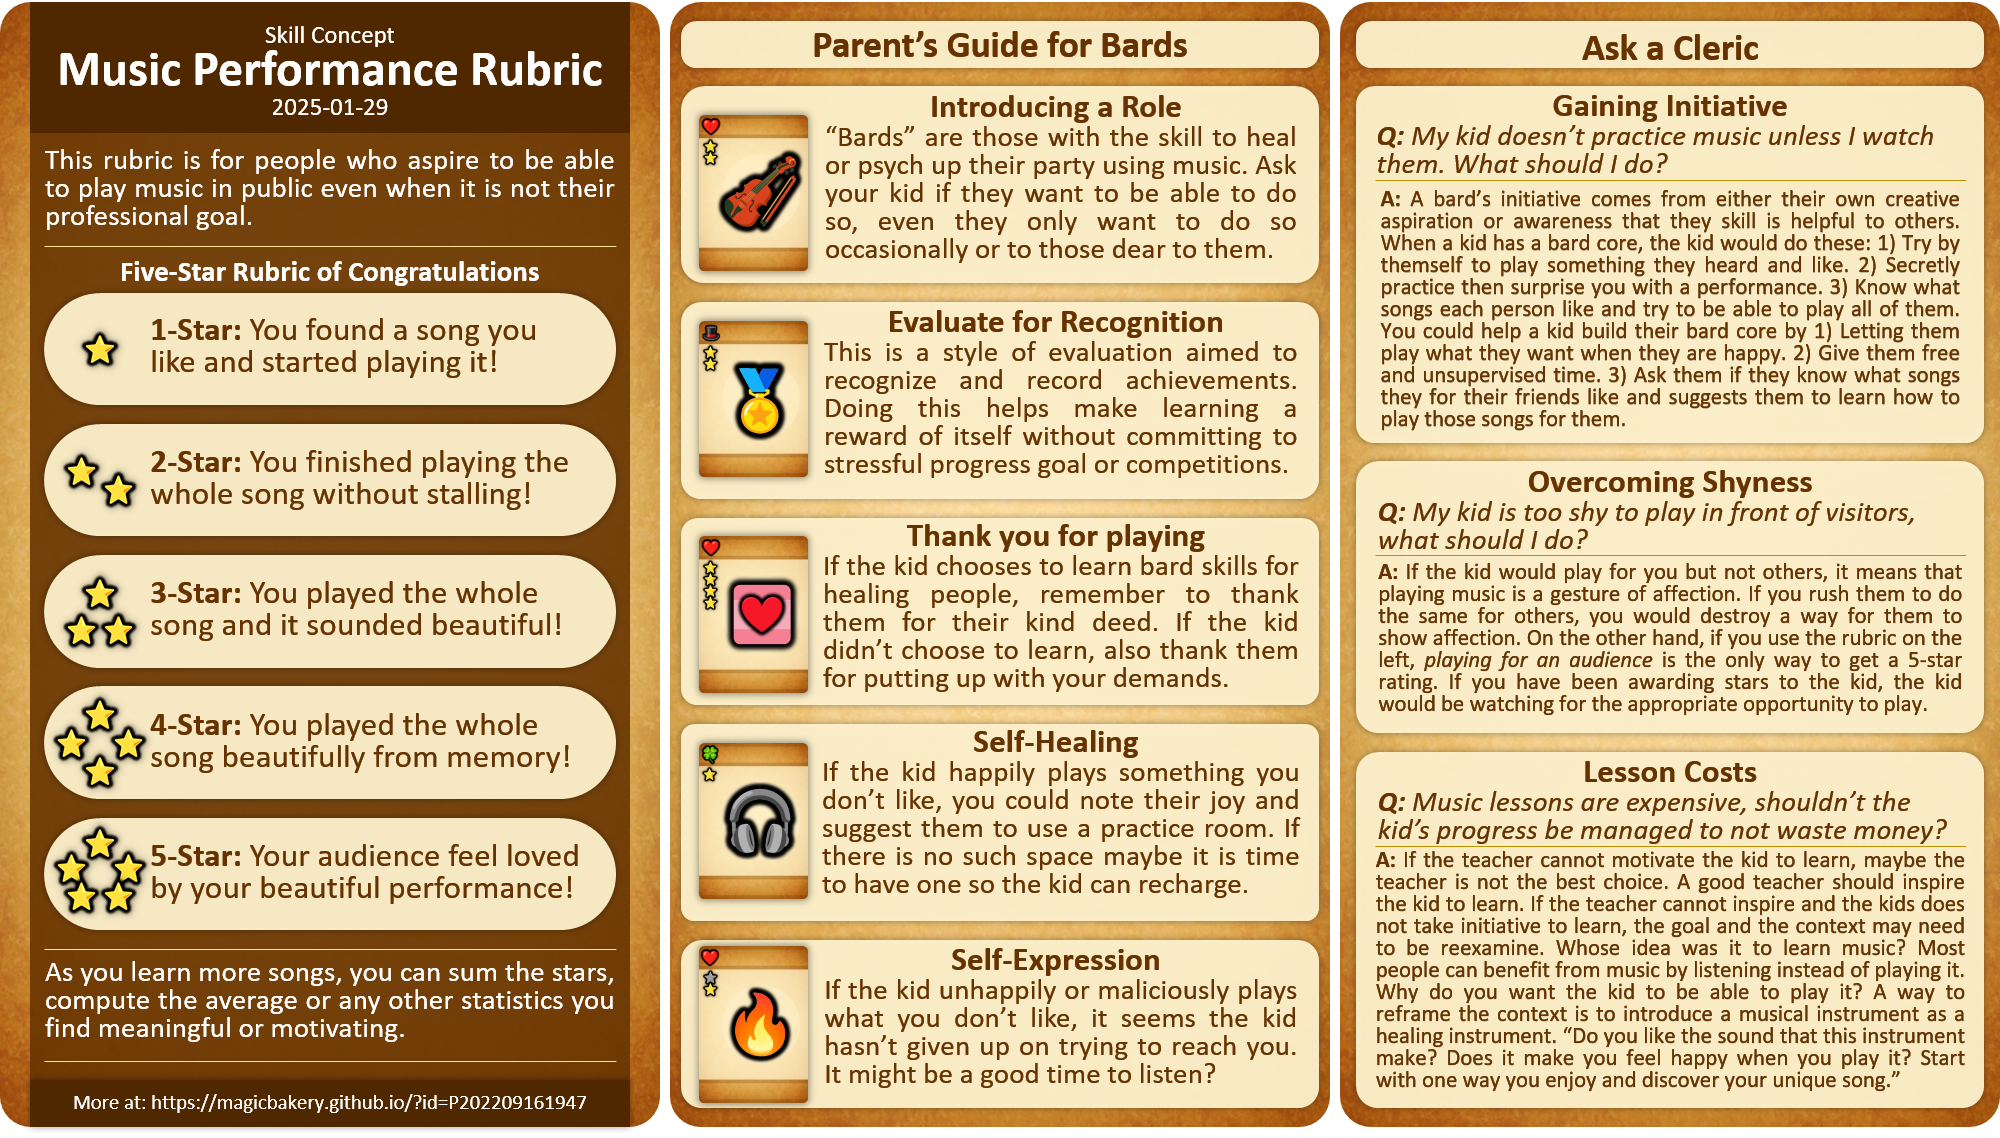 Skill Concept
Music Performance Rubric
2025-01-29
This rubric is for people who aspire to be able
to play music in public even when it is not their
professional goal.
Five-Star Rubric of Congratulations
1-Star: You found a song you
like and started playing it!
2-Star: You finished playing the
whole song without stalling!
3-Star: You played the whole
song and it sounded beautiful!
4-Star: You played the whole
song beautifully from memory!
5-Star: Your audience feel loved
by your beautiful performance!
As you learn more songs, you can sum the stars,
compute the average or any other statistics you
find meaningful or motivating.
More at: https://magicbakery.github.io/?id=P202209161947
Parent’s Guide for Bards
Introducing a Role
“Bards” are those with the skill to heal
or psych up their party using music. Ask
your kid if they want to be able to do
so, even they only want to do so
occasionally or to those dear to them.
Evaluate for Recognition
This is a style of evaluation aimed to
recognize and record achievements.
Doing this helps make learning a
reward of itself without committing to
stressful progress goal or competitions.
Thank you for playing
If the kid chooses to learn bard skills for
healing people, remember to thank
them for their kind deed. If the kid
didn’t choose to learn, also thank them
for putting up with your demands.
Self-Healing
If the kid happily plays something you
don’t like, you could note their joy and
suggest them to use a practice room. If
there is no such space maybe it is time
to have one so the kid can recharge.
Self-Expression
If the kid unhappily or maliciously plays
what you don’t like, it seems the kid
hasn’t given up on trying to reach you.
It might be a good time to listen?
Ask a Cleric
Gaining Initiative
Q: My kid doesn’t practice music unless I watch
them. What should I do?
A: A bard’s initiative comes from either their own creative
aspiration or awareness that they skill is helpful to others.
When a kid has a bard core, the kid would do these: 1) Try by
themself to play something they heard and like. 2) Secretly
practice then surprise you with a performance. 3) Know what
songs each person like and try to be able to play all of them.
You could help a kid build their bard core by 1) Letting them
play what they want when they are happy. 2) Give them free
and unsupervised time. 3) Ask them if they know what songs
they for their friends like and suggests them to learn how to
play those songs for them.
Overcoming Shyness
Q: My kid is too shy to play in front of visitors,
what should I do?
A: If the kid would play for you but not others, it means that
playing music is a gesture of affection. If you rush them to do
the same for others, you would destroy a way for them to
show affection. On the other hand, if you use the rubric on the
left, playing for an audience is the only way to get a 5-star
rating. If you have been awarding stars to the kid, the kid
would be watching for the appropriate opportunity to play.
Lesson Costs
Q: Music lessons are expensive, shouldn’t the
kid’s progress be managed to not waste money?
A: If the teacher cannot motivate the kid to learn, maybe the
teacher is not the best choice. A good teacher should inspire
the kid to learn. If the teacher cannot inspire and the kids does
not take initiative to learn, the goal and the context may need
to be reexamine. Whose idea was it to learn music? Most
people can benefit from music by listening instead of playing it.
Why do you want the kid to be able to play it? A way to
reframe the context is to introduce a musical instrument as a
healing instrument. “Do you like the sound that this instrument
make? Does it make you feel happy when you play it? Start
with one way you enjoy and discover your unique song.”